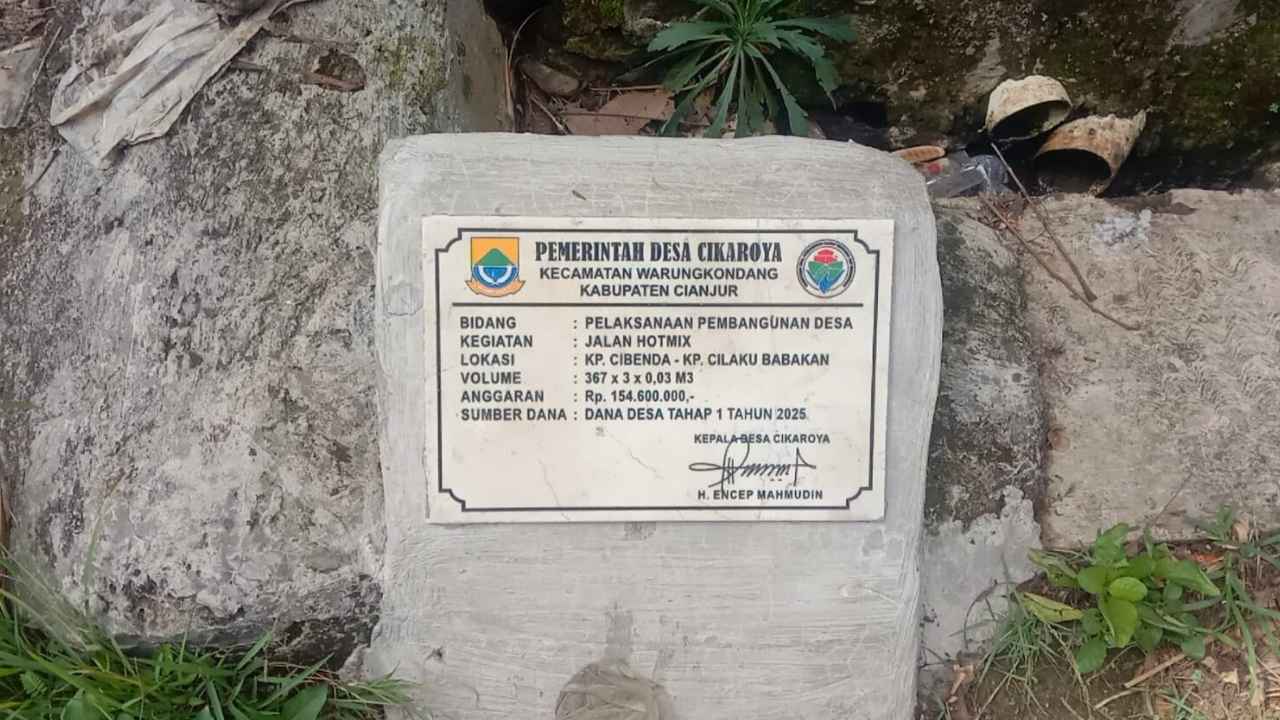 PEMERINTAH DESA CIKAROYA
KECAMATAN WARUNGKONDANG
KABUPATEN CIANJUR
BIDANG : PELAKSANAAN PEMBANGUNAN DESA
KEGIATAN : JALAN HOTMIX
LOKASI : KP. CIBENDA - KP. CILAKU BABAKAN
VOLUME : 367 x 3 x 0,03 M3
ANGGARAN : Rp. 154.600.000,-
SUMBER DANA : DANA DESA TAHAP 1 TAHUN 2025
KEPALA DESA CIKAROYA
H. ENCEP MAHMUDIN